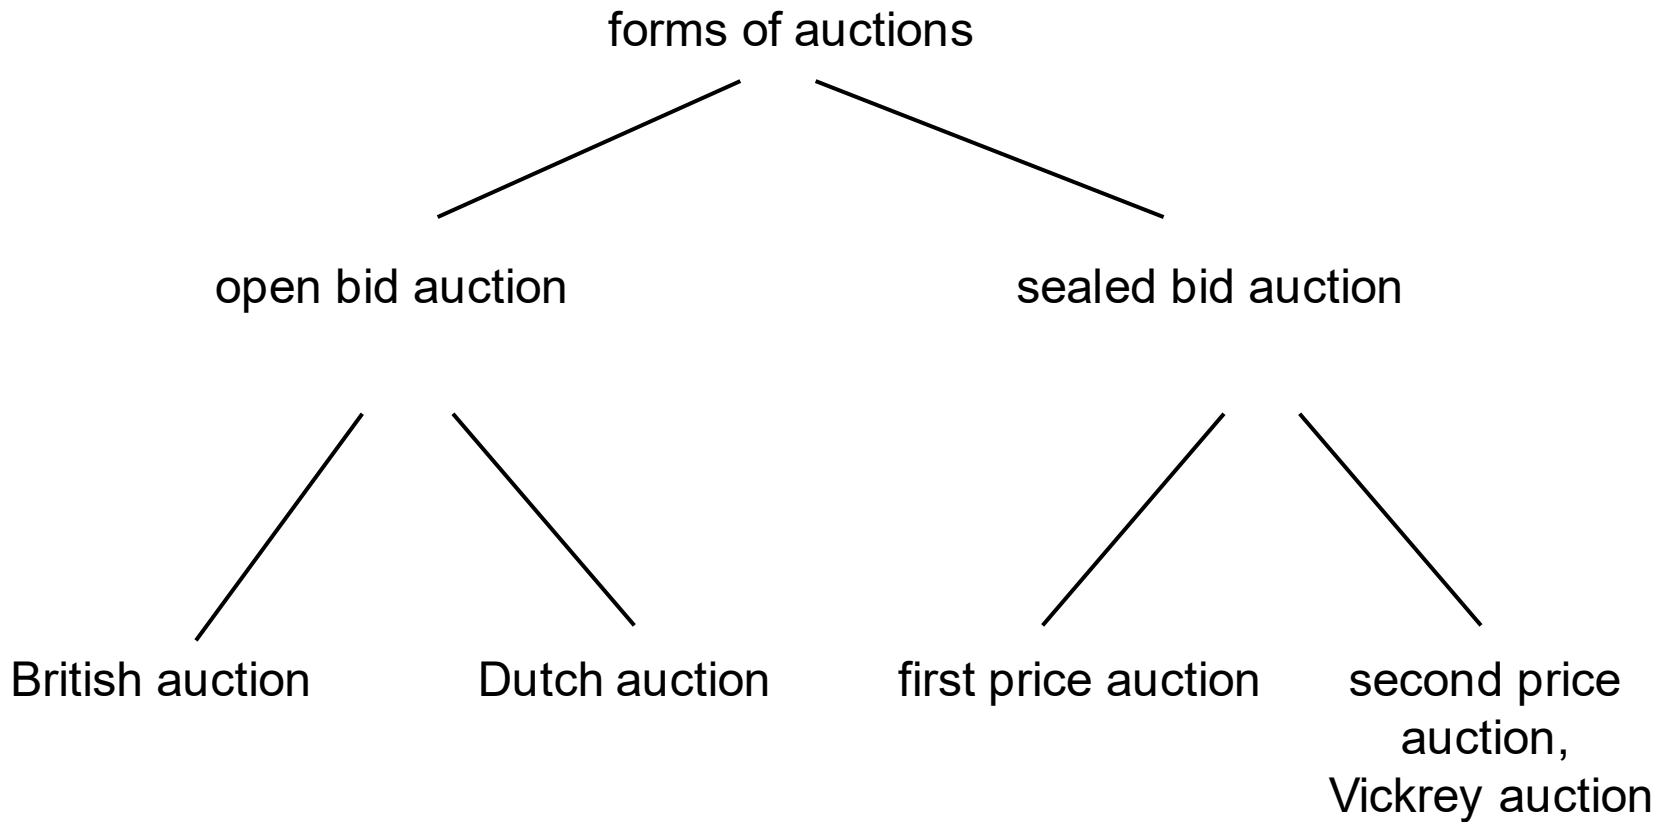 forms of auctions
open bid auction
sealed bid auction
British auction
Dutch auction
first price auction
second price
auction,
Vickrey auction